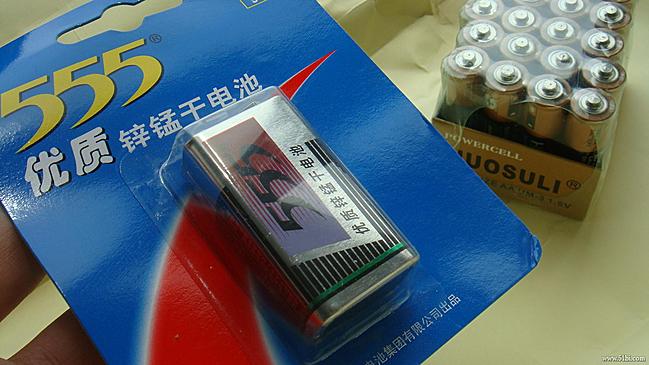 555®
优质 锌锰干电池
555
优质锌锰干电池
电池集团有限公司出品
POWERCELL
HUOSULI®
AA UM-3 1.5V
www.51bi.com